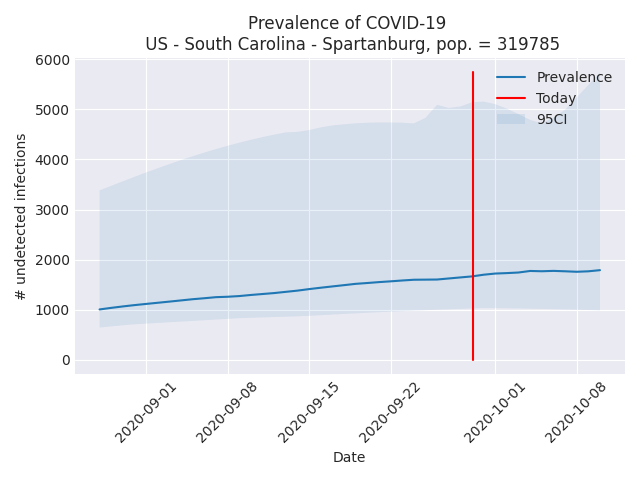 Prevalence of COVID-19
US - South Carolina - Spartanburg, pop. = 319785
6000
5000
4000
3000
2000
1000
0
# undetected infections
Prevalence
Today
95CI
2020-09-01
2020-09-08
2020-09-15
2020-09-22
2020-10-01
2020-10-08
Date